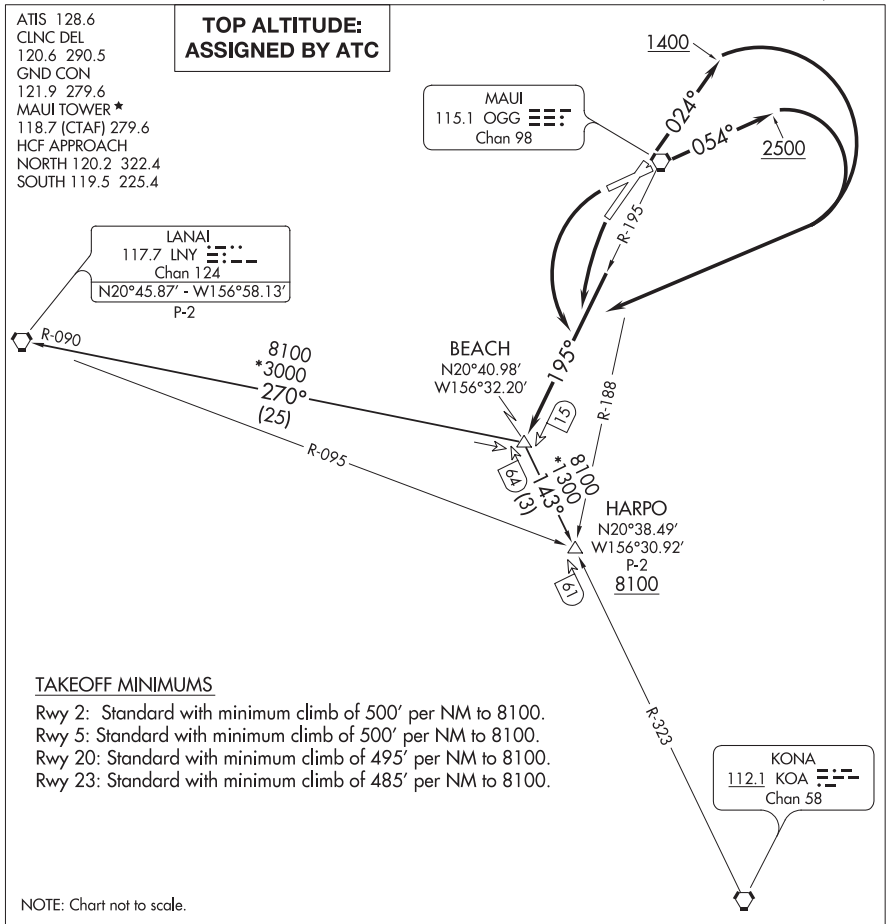 ATIS 128.6
CLNC DEL
120.6 290.5
GND CON
121.9 279.6
MAUI TOWER★
118.7 (CTAF) 279.6
HCF APPROACH
NORTH 120.2 322.4
SOUTH 119.5 225.4
TOP ALTITUDE:
ASSIGNED BY ATC
1400
MAUI
115.1 OGG
Chan 98
024°
054°
2500
R-195
LANAI
117.7 LNY
Chan 124
N20°45.87' - W156°58.13'
P-2
R-090
8100
*3000
270°
(25)
BEACH
N20°40.98'
W156°32.20'
195°
15
R-188
R-095
64
(3)
143°
8100
*1300
HARPO
N20°38.49'
W156°30.92'
P-2
8100
61
TAKEOFF MINIMUMS
Rwy 2: Standard with minimum climb of 500' per NM to 8100.
Rwy 5: Standard with minimum climb of 500' per NM to 8100.
Rwy 20: Standard with minimum climb of 495' per NM to 8100.
Rwy 23: Standard with minimum climb of 485' per NM to 8100.
R-323
KONA
112.1 KOA
Chan 58
NOTE: Chart not to scale.